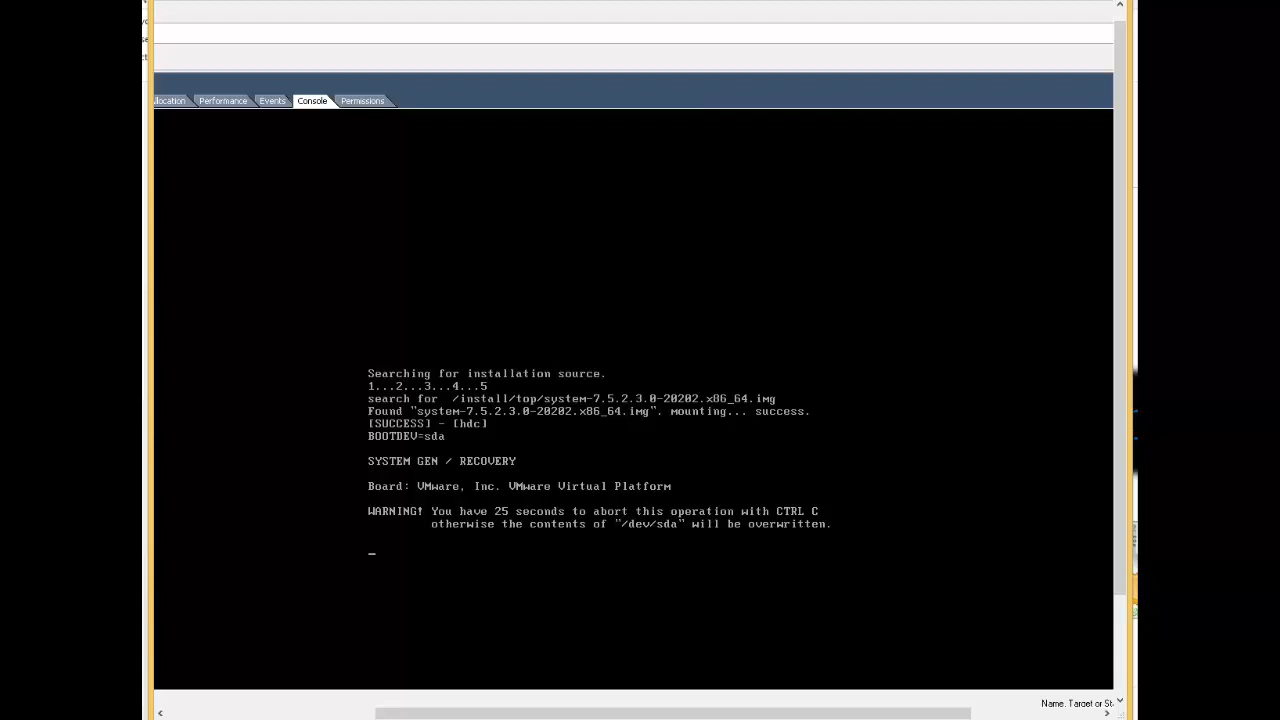 llocation Performance Events Console Permissions
Searching for installation source.
1...2...3...4...5
search for  /install/top/system-7.5.2.3.0-20202.x86_64.img
Found "system-7.5.2.3.0-20202.x86_64.img". mounting... success.
[SUCCESS] - [hdc]
BOOTDEV=sda
SYSTEM GEN / RECOVERY
Board: VMware, Inc. VMware Virtual Platform
WARNING! You have 25 seconds to abort this operation with CTRL C
otherwise the contents of "/dev/sda" will be overwritten.
Name, Target or St